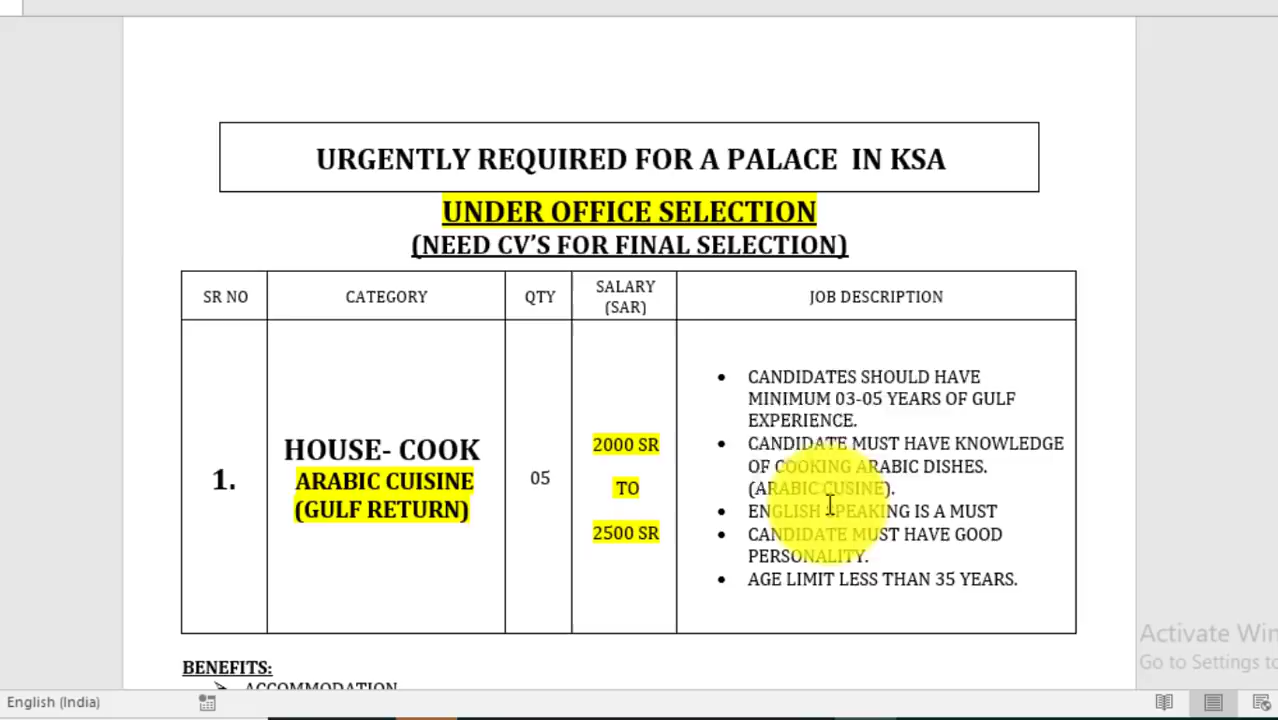 URGENTLY REQUIRED FOR A PALACE IN KSA
UNDER OFFICE SELECTION
(NEED CV'S FOR FINAL SELECTION)
SR NO
CATEGORY
QTY
SALARY
(SAR)
JOB DESCRIPTION
1.
HOUSE- COOK
ARABIC CUISINE
(GULF RETURN)
05
2000 SR
TO
2500 SR
• CANDIDATES SHOULD HAVE
MINIMUM 03-05 YEARS OF GULF
EXPERIENCE.
• CANDIDATE MUST HAVE KNOWLEDGE
OF COOKING ARABIC DISHES.
(ARABIC CUSINE).
• ENGLISH SPEAKING IS A MUST
• CANDIDATE MUST HAVE GOOD
PERSONALITY.
• AGE LIMIT LESS THAN 35 YEARS.
BENEFITS:
ACCOMMODATION
Activate Win
Go to Settings to
English (India)